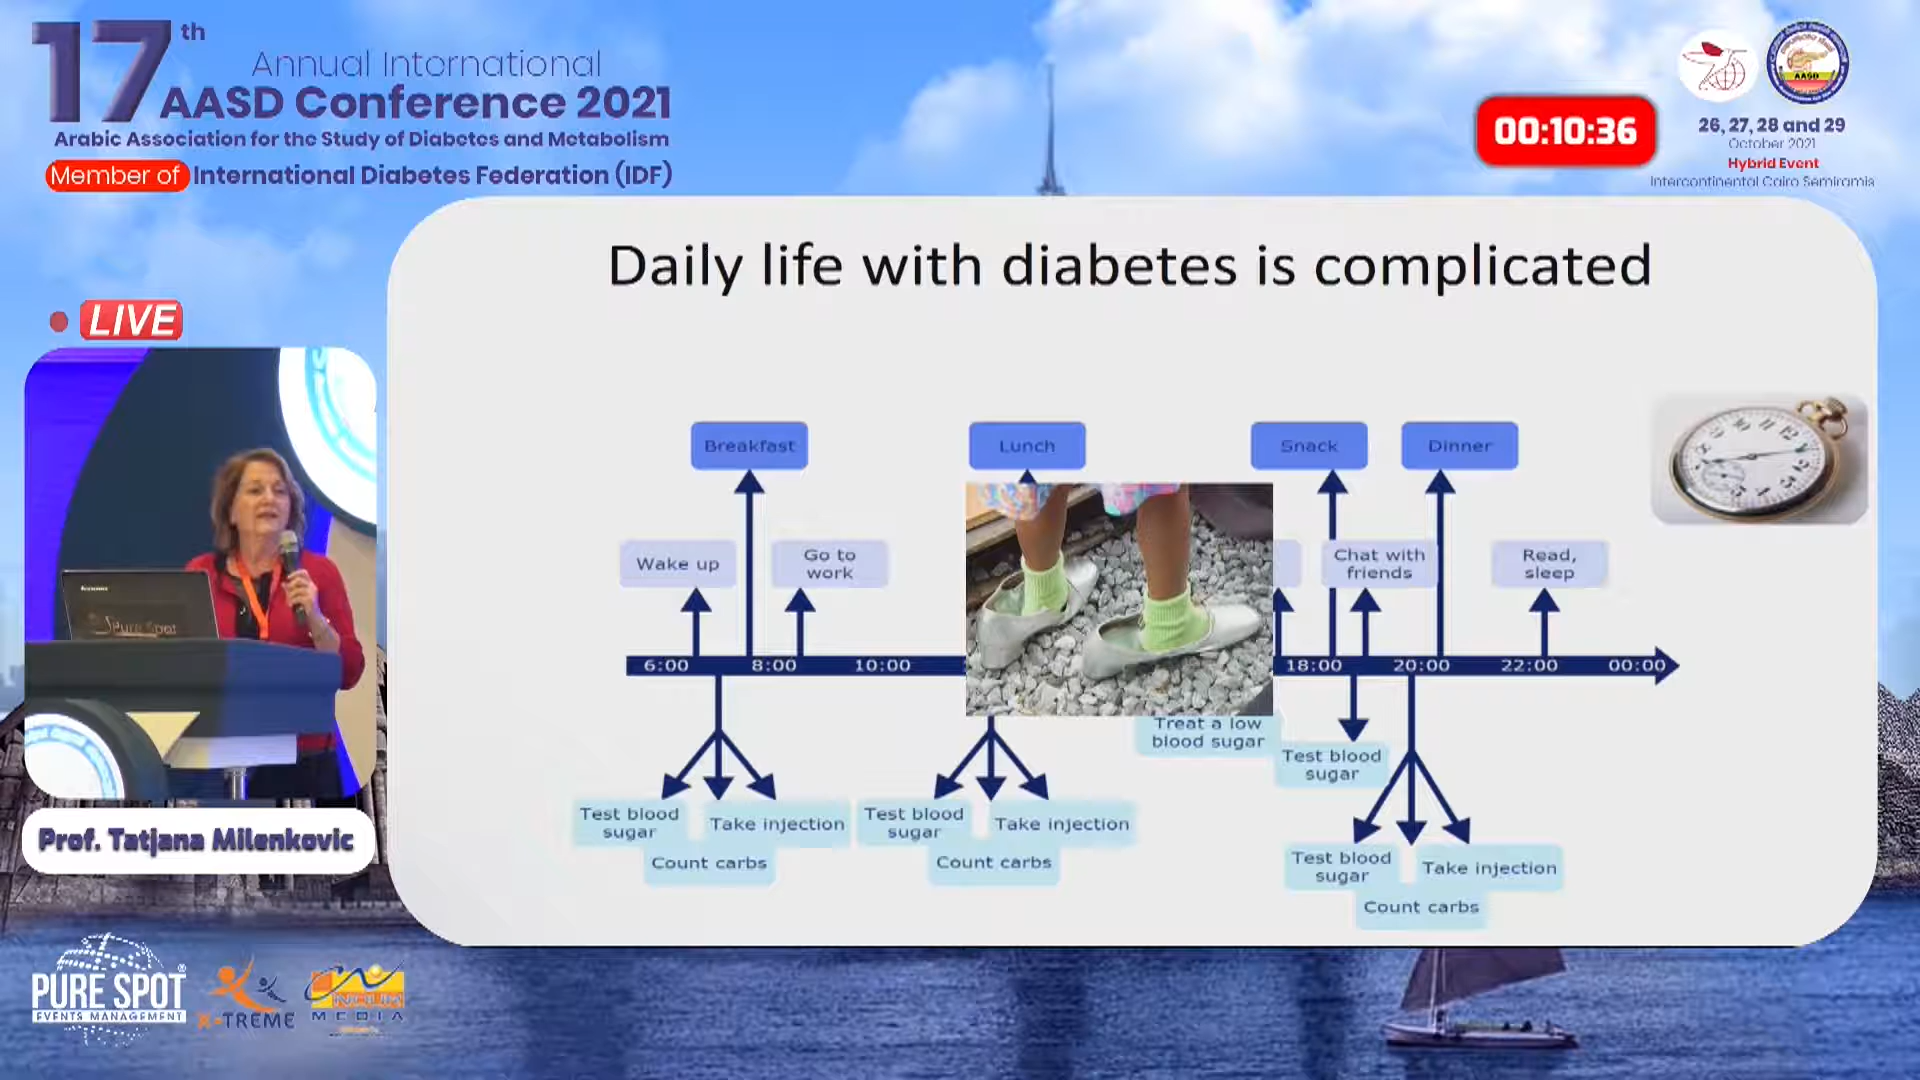 17th
Annual International
AASD Conference 2021
Arabic Association for the Study of Diabetes and Metabolism
Member of International Diabetes Federation (IDF)
00:10:36
AASD
26, 27, 28 and 29
October 2021
Hybrid Event
Intercontinental Cairo Semiramis
LIVE
Daily life with diabetes is complicated
Breakfast
Lunch
Snack
Dinner
Wake up
Go to
work
Chat with
friends
Read,
sleep
6:00 8:00 10:00 18:00 20:00 22:00 00:00
Treat a low
blood sugar
Test blood
sugar
Test blood
sugar
Take injection
Count carbs
Test blood
sugar
Take injection
Count carbs
Test blood
sugar
Take injection
Count carbs
lenovo
Pure Spot
Prof. Tatjana Milenkovic
PURE SPOT®
EVENTS MANAGEMENT
X-TREME
NOUR
MEDIA